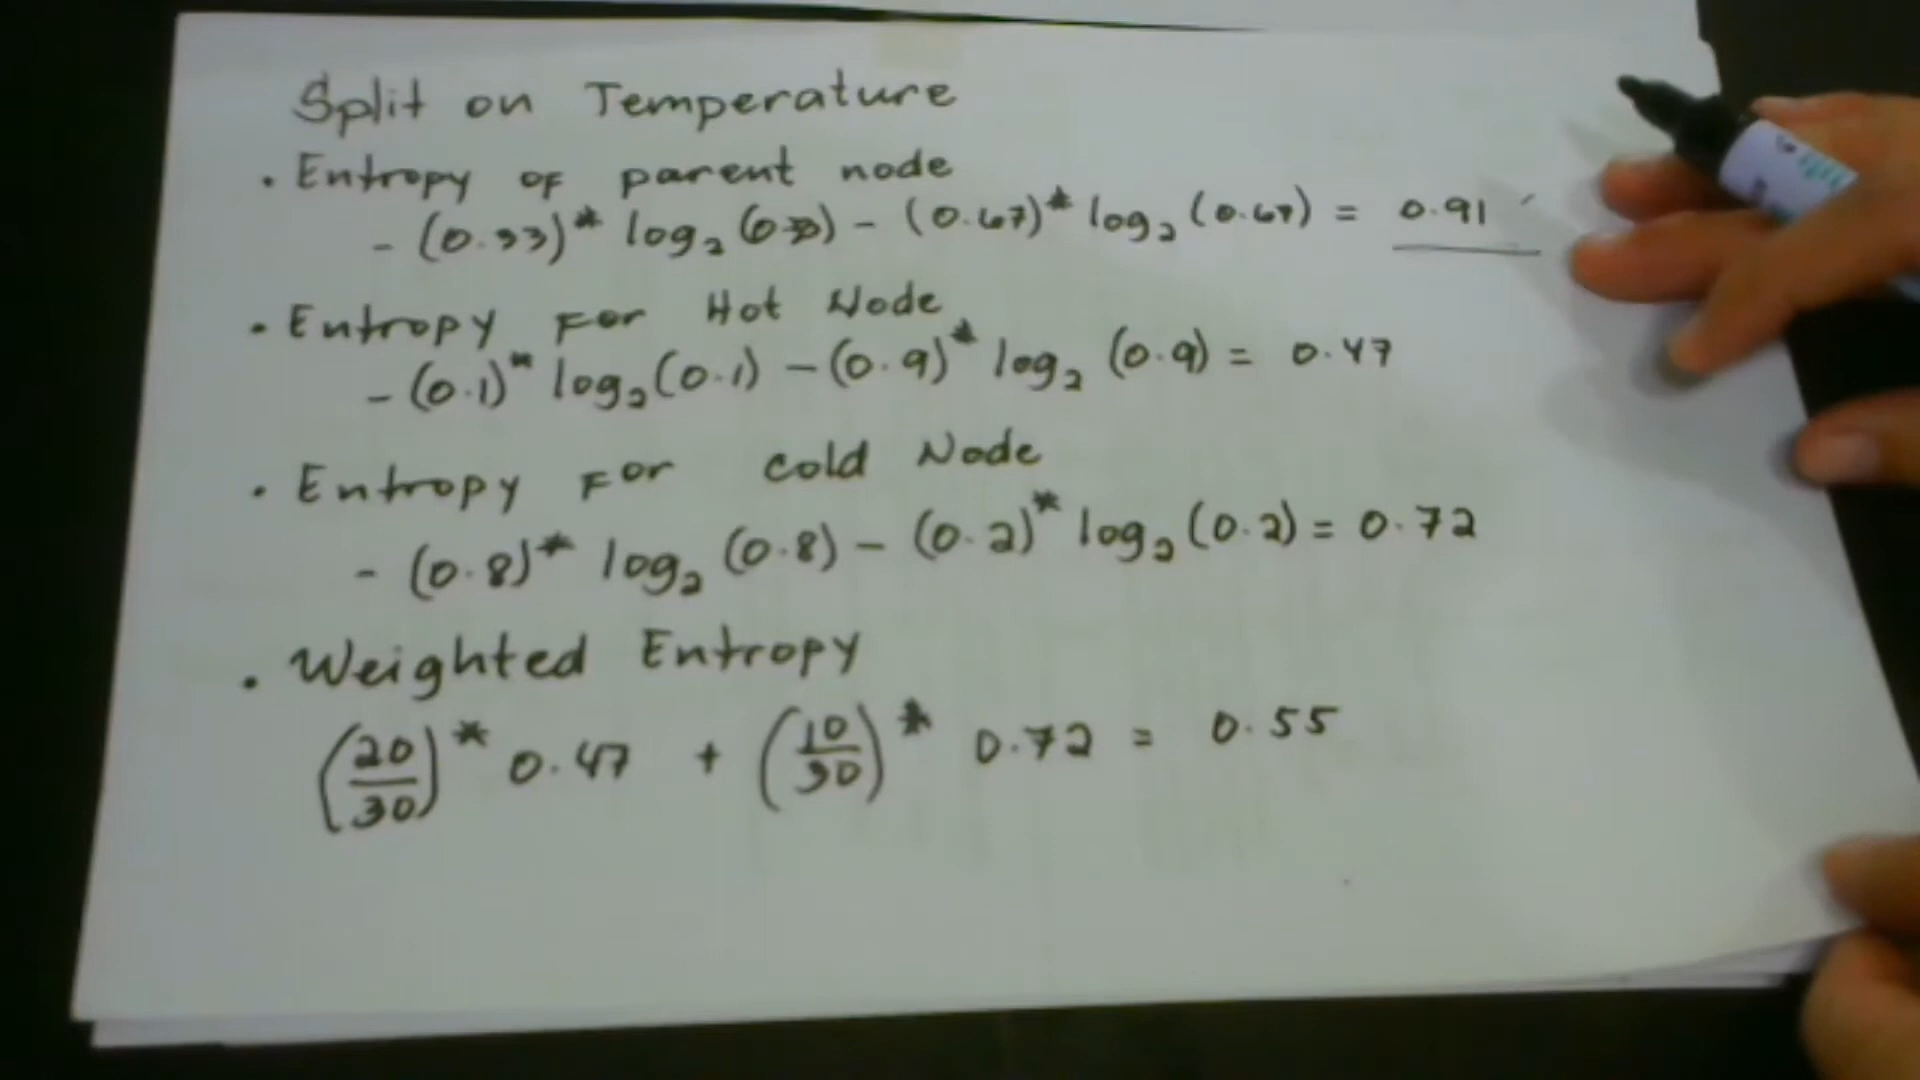 Split on Temperature
• Entropy of parent node
- (0.33)* log₂ (0.33) - (0.67)* log₂ (0.67) = 0.91
• Entropy For Hot Node
- (0.1)* log₂ (0.1) - (0.9)* log₂ (0.9) = 0.47
• Entropy For cold Node
- (0.8)* log₂ (0.8) - (0.2)* log₂ (0.2) = 0.72
• Weighted Entropy
(20/30)* 0.47 + (10/30)* 0.72 = 0.55